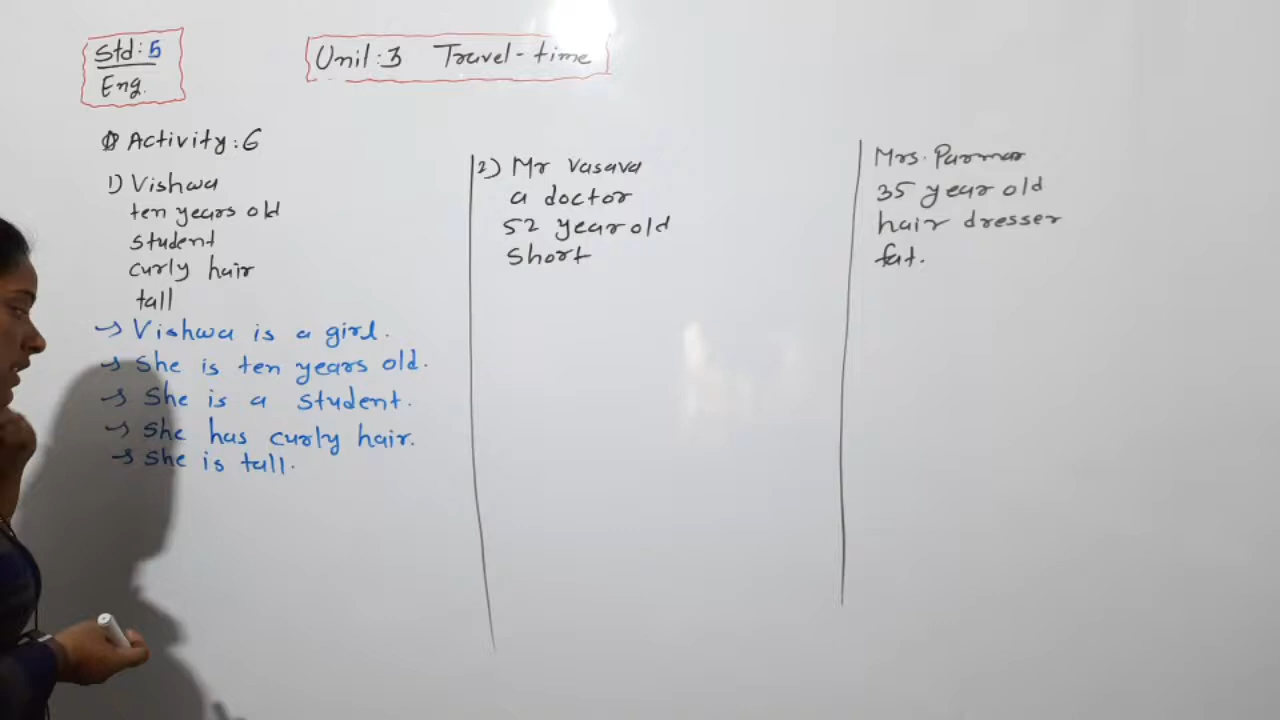 Std: 5
Eng.
Unit: 3 Travel-time
Activity: 6
1) Vishwa
ten years old
student
curly hair
tall
→ Vishwa is a girl.
→ She is ten years old.
→ She is a student.
→ She has curly hair.
→ She is tall.
2) Mr Vasava
a doctor
52 year old
short
Mrs. Parmar
35 year old
hair dresser
fat.